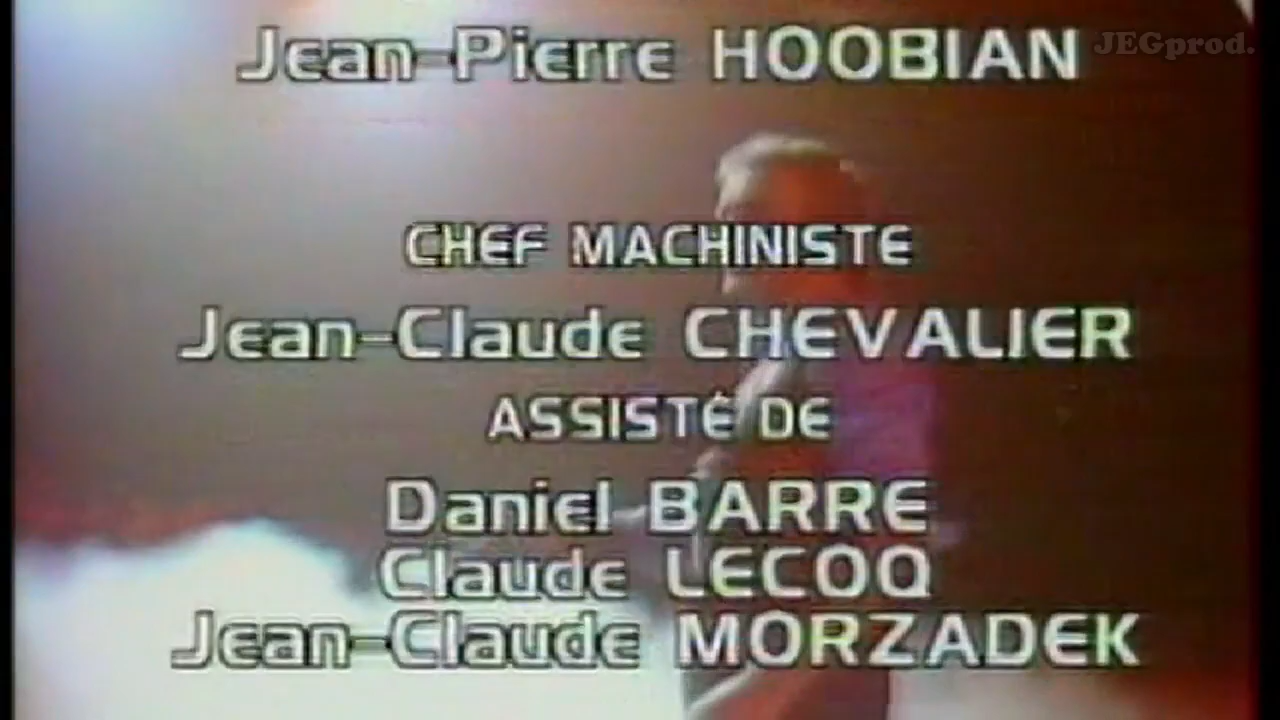 Jean-Pierre HOOBIAN
JEGprod.
CHEF MACHINISTE
Jean-Claude CHEVALIER
ASSISTÉ DE
Daniel BARRE
Claude LECOQ
Jean-Claude MORZADEK